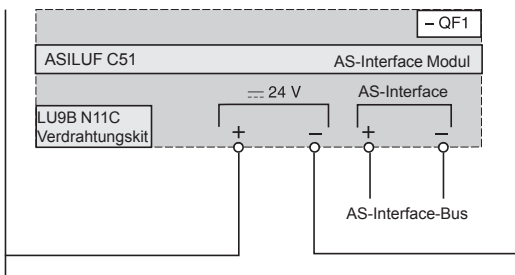 – QF1
ASILUF C51
AS-Interface Modul
⎓ 24 V
AS-Interface
LU9B N11C
Verdrahtungskit
+ – + –
AS-Interface-Bus